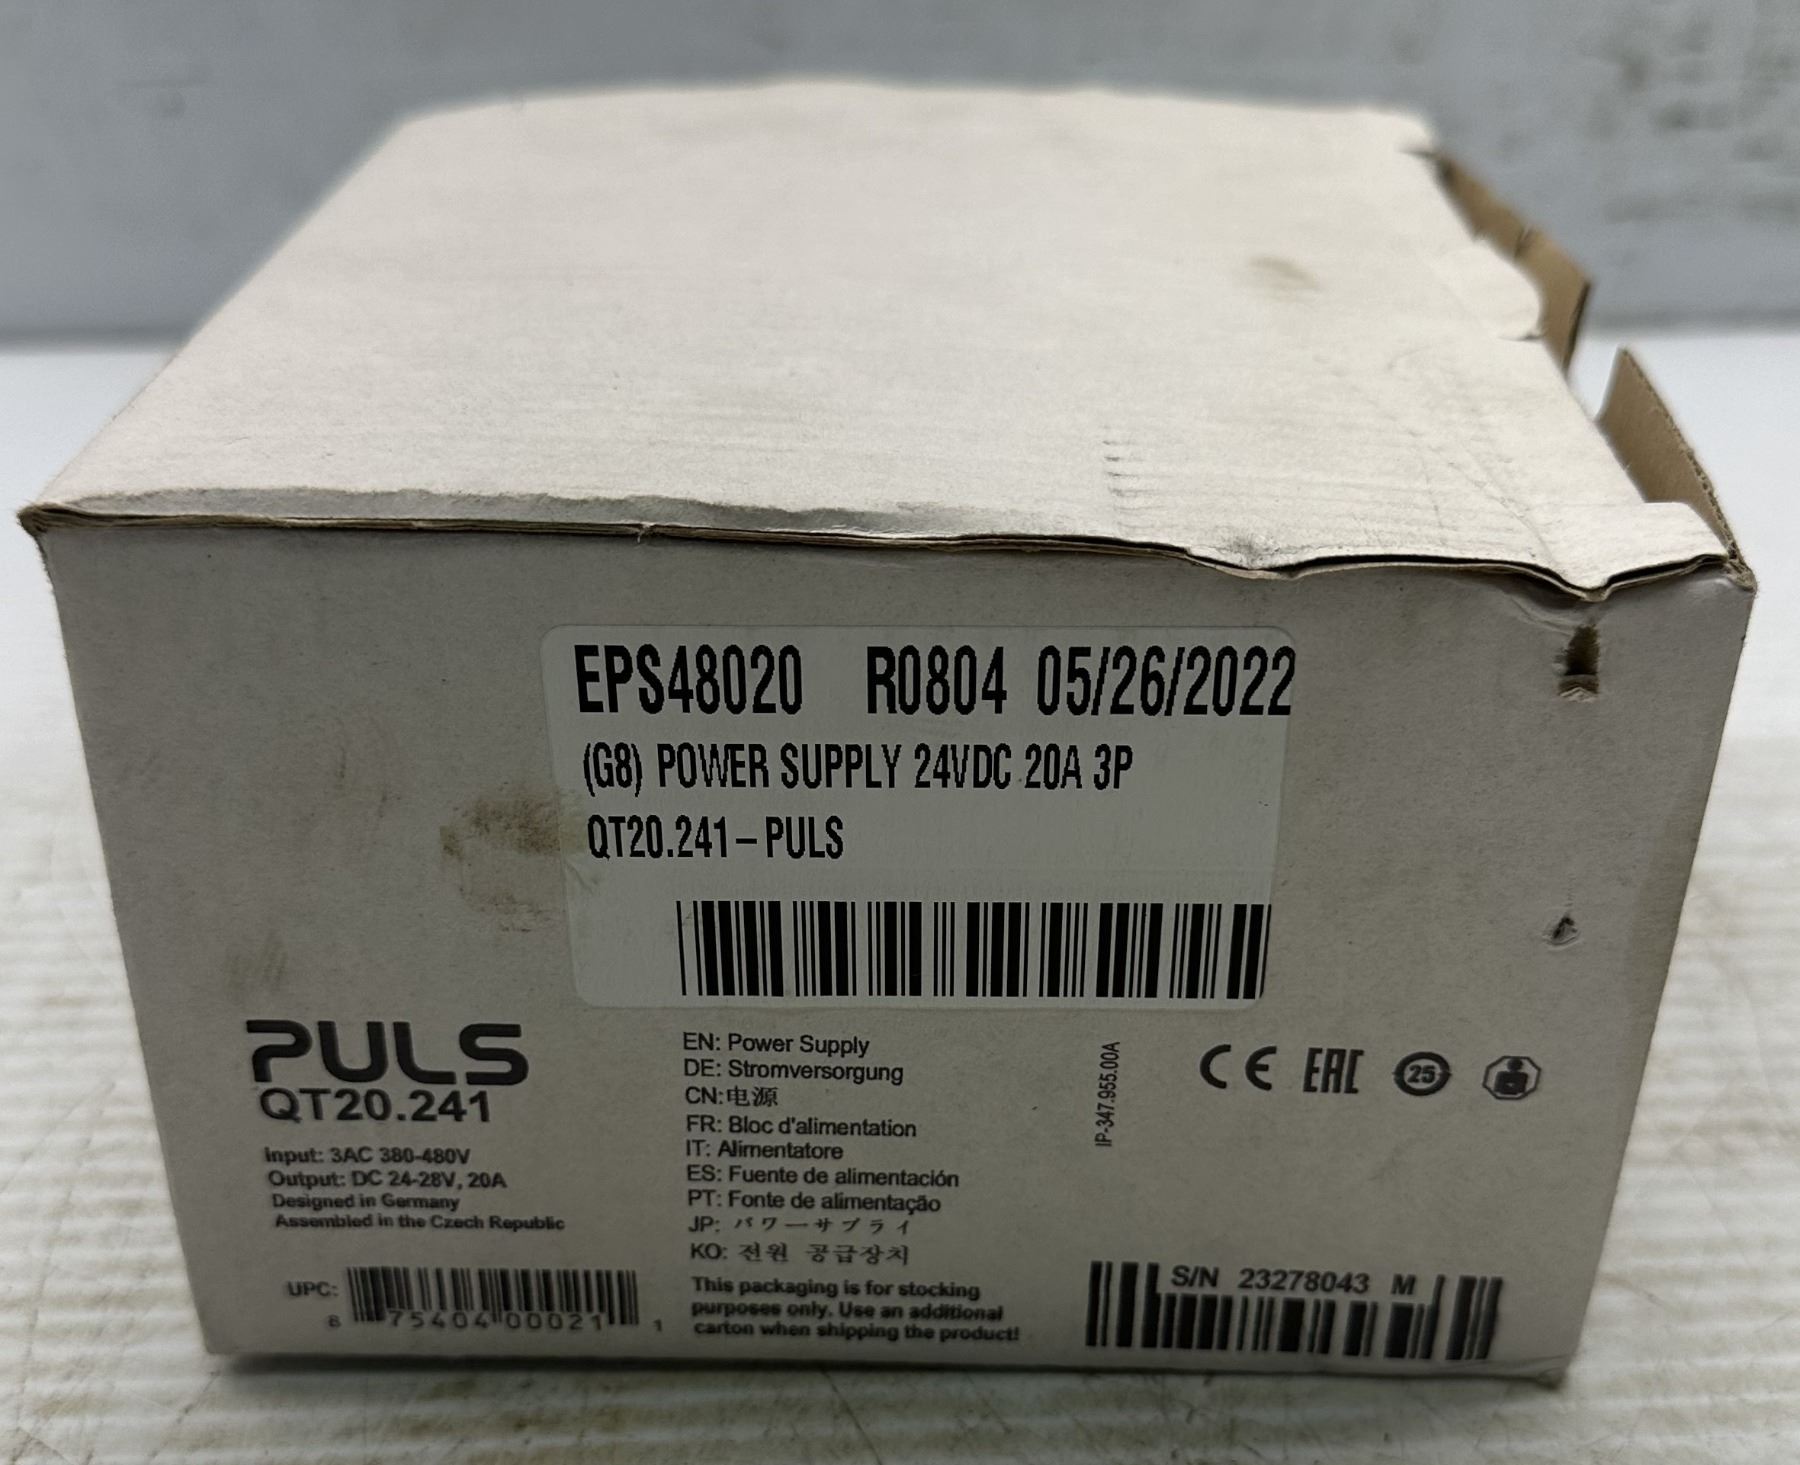 EPS48020 R0804 05/26/2022
(G8) POWER SUPPLY 24VDC 20A 3P
QT20.241-PULS
PULS
QT20.241
Input: 3AC 380-480V
Output: DC 24-28V, 20A
Designed in Germany
Assembled in the Czech Republic
UPC:
8 75404 00021 1
EN: Power Supply
DE: Stromversorgung
CN:电源
FR: Bloc d'alimentation
IT: Alimentatore
ES: Fuente de alimentación
PT: Fonte de alimentação
JP: パワーサプライ
KO: 전원 공급장치
This packaging is for stocking
purposes only. Use an additional
carton when shipping the product!
IP-347.955.00A
CE EAC 25
S/N 23278043 M